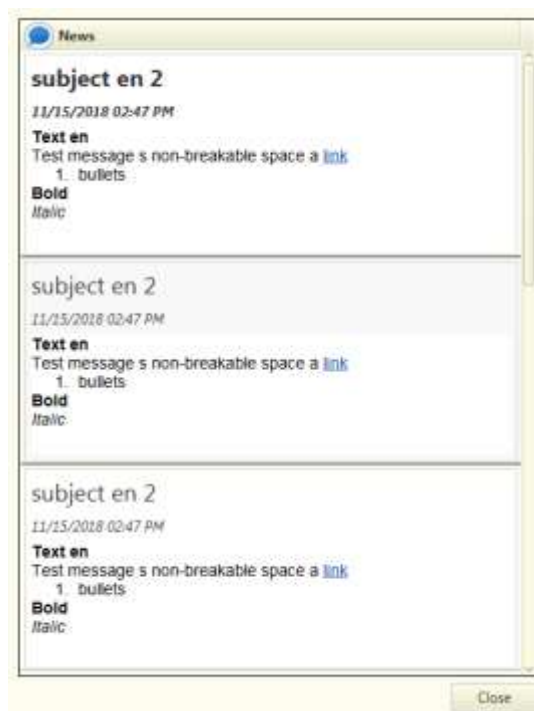 News
subject en 2
11/15/2018 02:47 PM
Text en
Test message s non-breakable space a link
1. bullets
Bold
Italic
subject en 2
11/15/2018 02:47 PM
Text en
Test message s non-breakable space a link
1. bullets
Bold
Italic
subject en 2
11/15/2018 02:47 PM
Text en
Test message s non-breakable space a link
1. bullets
Bold
Italic
Close